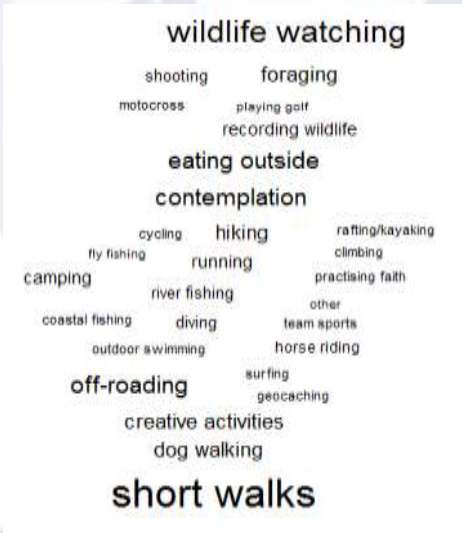 wildlife watching
shooting foraging
motocross playing golf
recording wildlife
eating outside
contemplation
cycling hiking rafting/kayaking
fly fishing running climbing
camping practising faith
river fishing
other
coastal fishing diving team sports
outdoor swimming horse riding
surfing
off-roading
geocaching
creative activities
dog walking
short walks